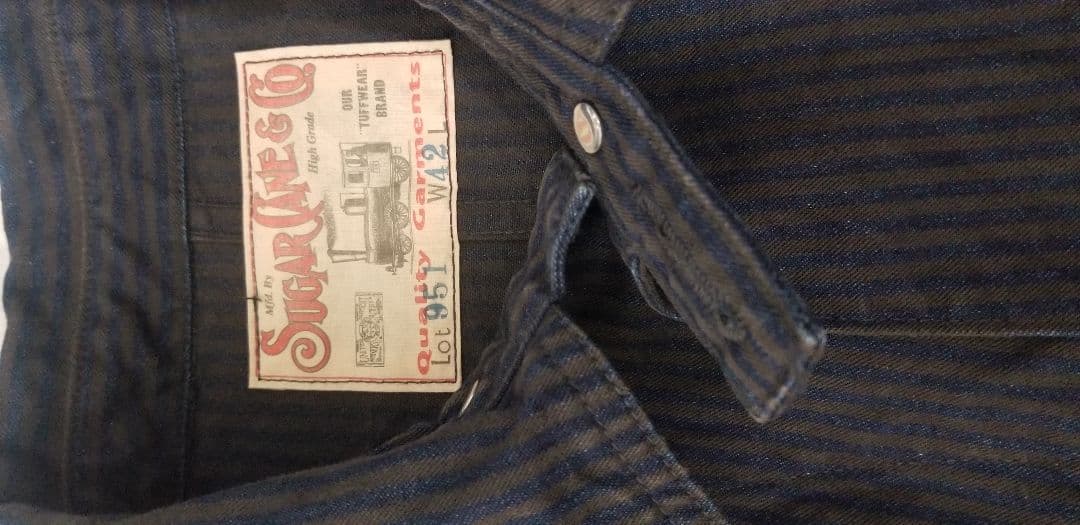 Mfd. By
SUGAR CANE & CO.
High Grade
OUR
"TUFFWEAR"
BRAND
Quality Garments
Lot 951 W42 L